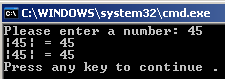 C:\WINDOWS\system32\cmd.exe
Please enter a number: 45
|45| = 45
|45| = 45
Press any key to continue .